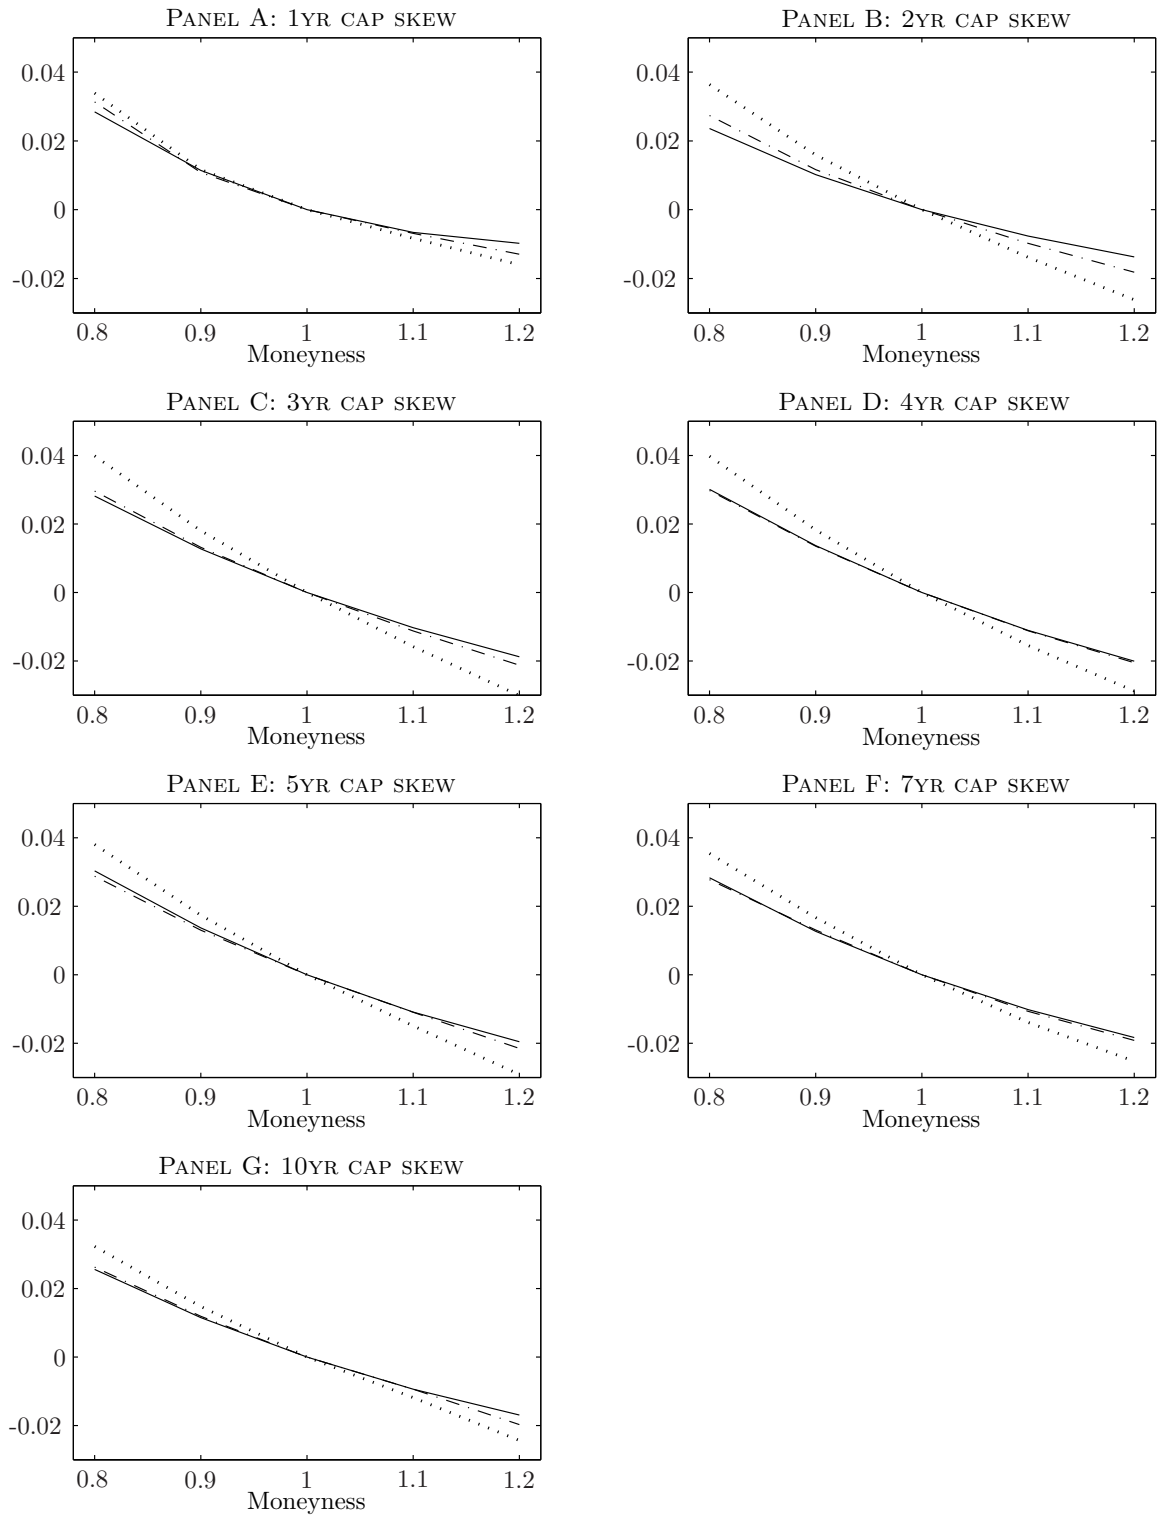 PANEL A: 1YR CAP SKEW
0.04
0.02
0
-0.02
0.8 0.9 1 1.1 1.2
Moneyness
PANEL B: 2YR CAP SKEW
0.04
0.02
0
-0.02
0.8 0.9 1 1.1 1.2
Moneyness
PANEL C: 3YR CAP SKEW
0.04
0.02
0
-0.02
0.8 0.9 1 1.1 1.2
Moneyness
PANEL D: 4YR CAP SKEW
0.04
0.02
0
-0.02
0.8 0.9 1 1.1 1.2
Moneyness
PANEL E: 5YR CAP SKEW
0.04
0.02
0
-0.02
0.8 0.9 1 1.1 1.2
Moneyness
PANEL F: 7YR CAP SKEW
0.04
0.02
0
-0.02
0.8 0.9 1 1.1 1.2
Moneyness
PANEL G: 10YR CAP SKEW
0.04
0.02
0
-0.02
0.8 0.9 1 1.1 1.2
Moneyness